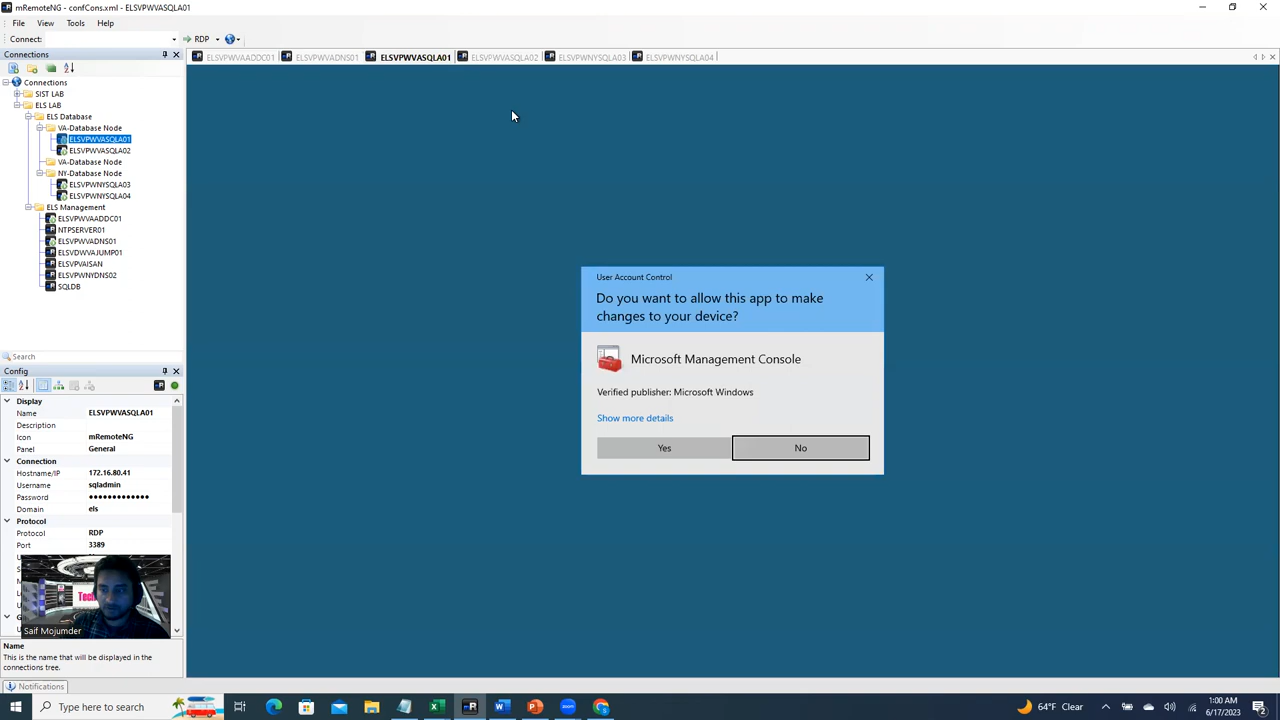 mRemoteNG - confCons.xml - ELSVPWVASQLA01
File View Tools Help
Connect: RDP
Connections
ELSVPWVAADDC01 ELSVPWVADNS01 ELSVPWVASQLA01 ELSVPWVASQLA02 ELSVPWNYSQLA03 ELSVPWNYSQLA04
Connections
SIST LAB
ELS LAB
ELS Database
VA-Database Node
ELSVPWVASQLA01
ELSVPWVASQLA02
VA-Database Node
NY-Database Node
ELSVPWNYSQLA03
ELSVPWNYSQLA04
ELS Management
ELSVPWVAADDC01
NTPSERVER01
ELSVPWVADNS01
ELSVDWVAJUMP01
ELSVPVAISAN
ELSVPWNYDNS02
SQLDB
Search
Config
Display
Name ELSVPWVASQLA01
Description
Icon mRemoteNG
Panel General
Connection
Hostname/IP 172.16.80.41
Username sqladmin
Password ●●●●●●●●●●●●●
Domain els
Protocol
Protocol RDP
Port 3389
Tech
Saif Mojumder
Name
This is the name that will be displayed in the
connections tree.
Notifications
User Account Control
Do you want to allow this app to make
changes to your device?
Microsoft Management Console
Verified publisher: Microsoft Windows
Show more details
Yes No
Type here to search
64°F Clear
1:00 AM
6/17/2023